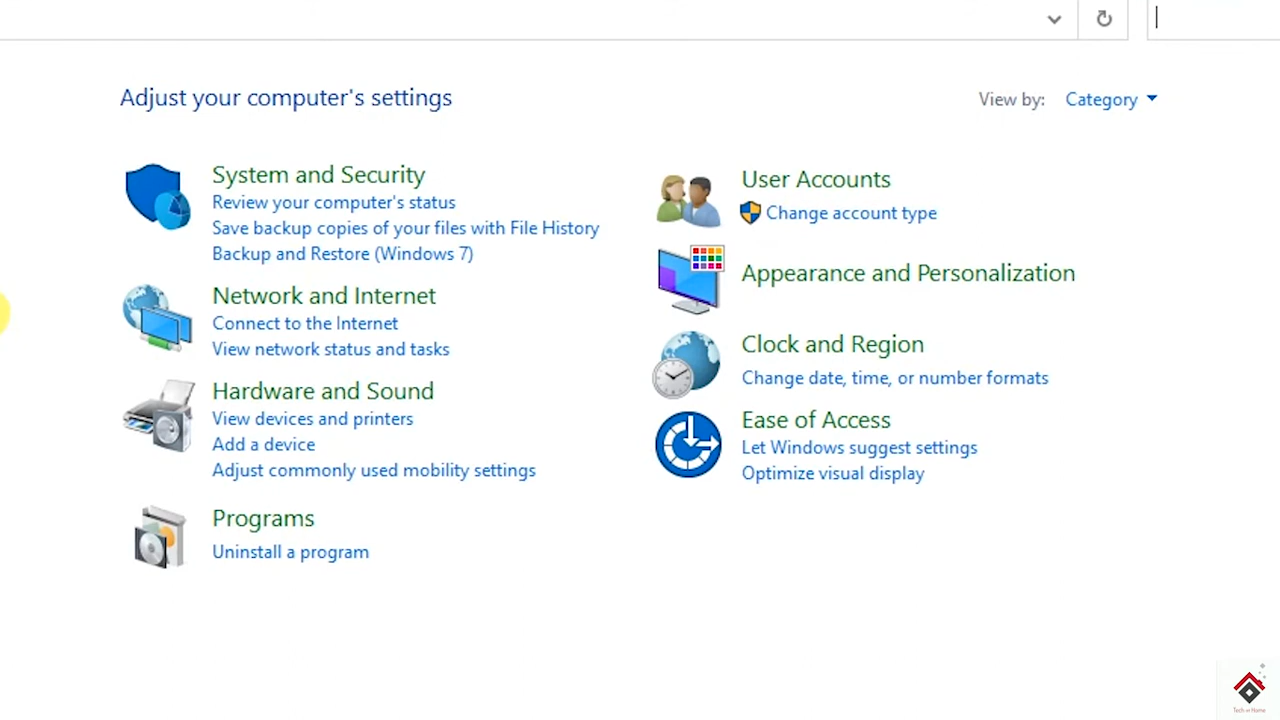 Adjust your computer's settings
View by: Category
System and Security
Review your computer's status
Save backup copies of your files with File History
Backup and Restore (Windows 7)
Network and Internet
Connect to the Internet
View network status and tasks
Hardware and Sound
View devices and printers
Add a device
Adjust commonly used mobility settings
Programs
Uninstall a program
User Accounts
Change account type
Appearance and Personalization
Clock and Region
Change date, time, or number formats
Ease of Access
Let Windows suggest settings
Optimize visual display
Tech in Home